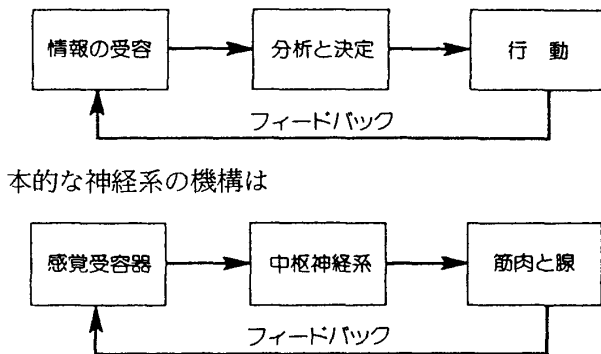 情報の受容 分析と決定 行 動
フィードバック
本的な神経系の機構は
感覚受容器 中枢神経系 筋肉と腺
フィードバック